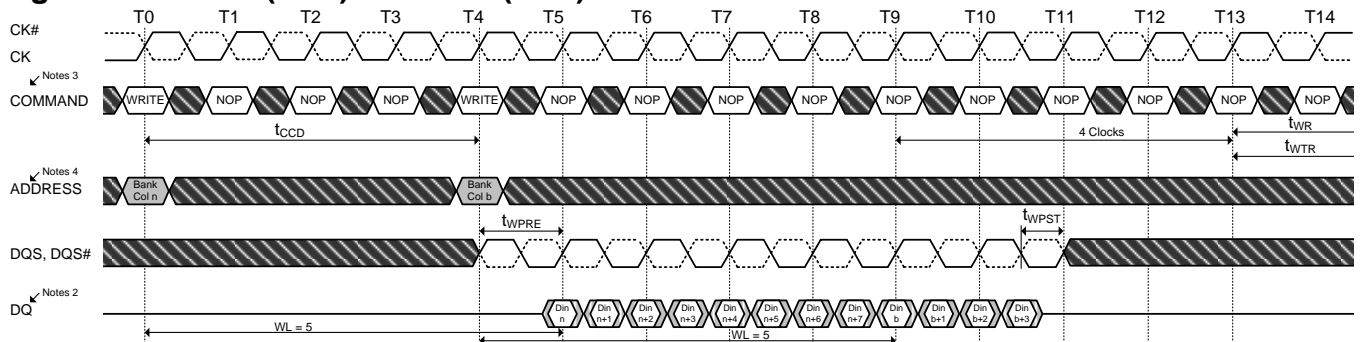 T0 T1 T2 T3 T4 T5 T6 T7 T8 T9 T10 T11 T12 T13 T14
CK#
CK
Notes 3
COMMAND WRITE NOP NOP NOP WRITE NOP NOP NOP NOP NOP NOP NOP NOP NOP NOP
tCCD 4 Clocks tWR
tWTR
Notes 4
ADDRESS Bank Col n Bank Col b
tWPRE tWPST
DQS, DQS#
Notes 2
DQ Din n Din n+1 Din n+2 Din n+3 Din n+4 Din n+5 Din n+6 Din n+7 Din b Din b+1 Din b+2 Din b+3
WL = 5 WL = 5